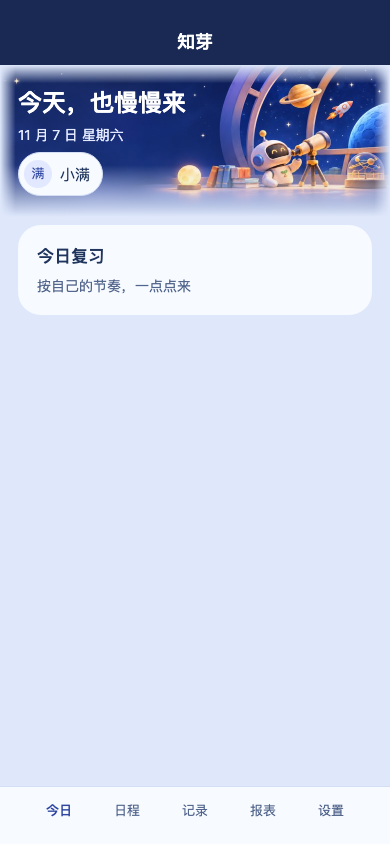 知芽
今天，也慢慢来
11 月 7 日 星期六
满 小满
今日复习
按自己的节奏，一点点来
今日 日程 记录 报表 设置